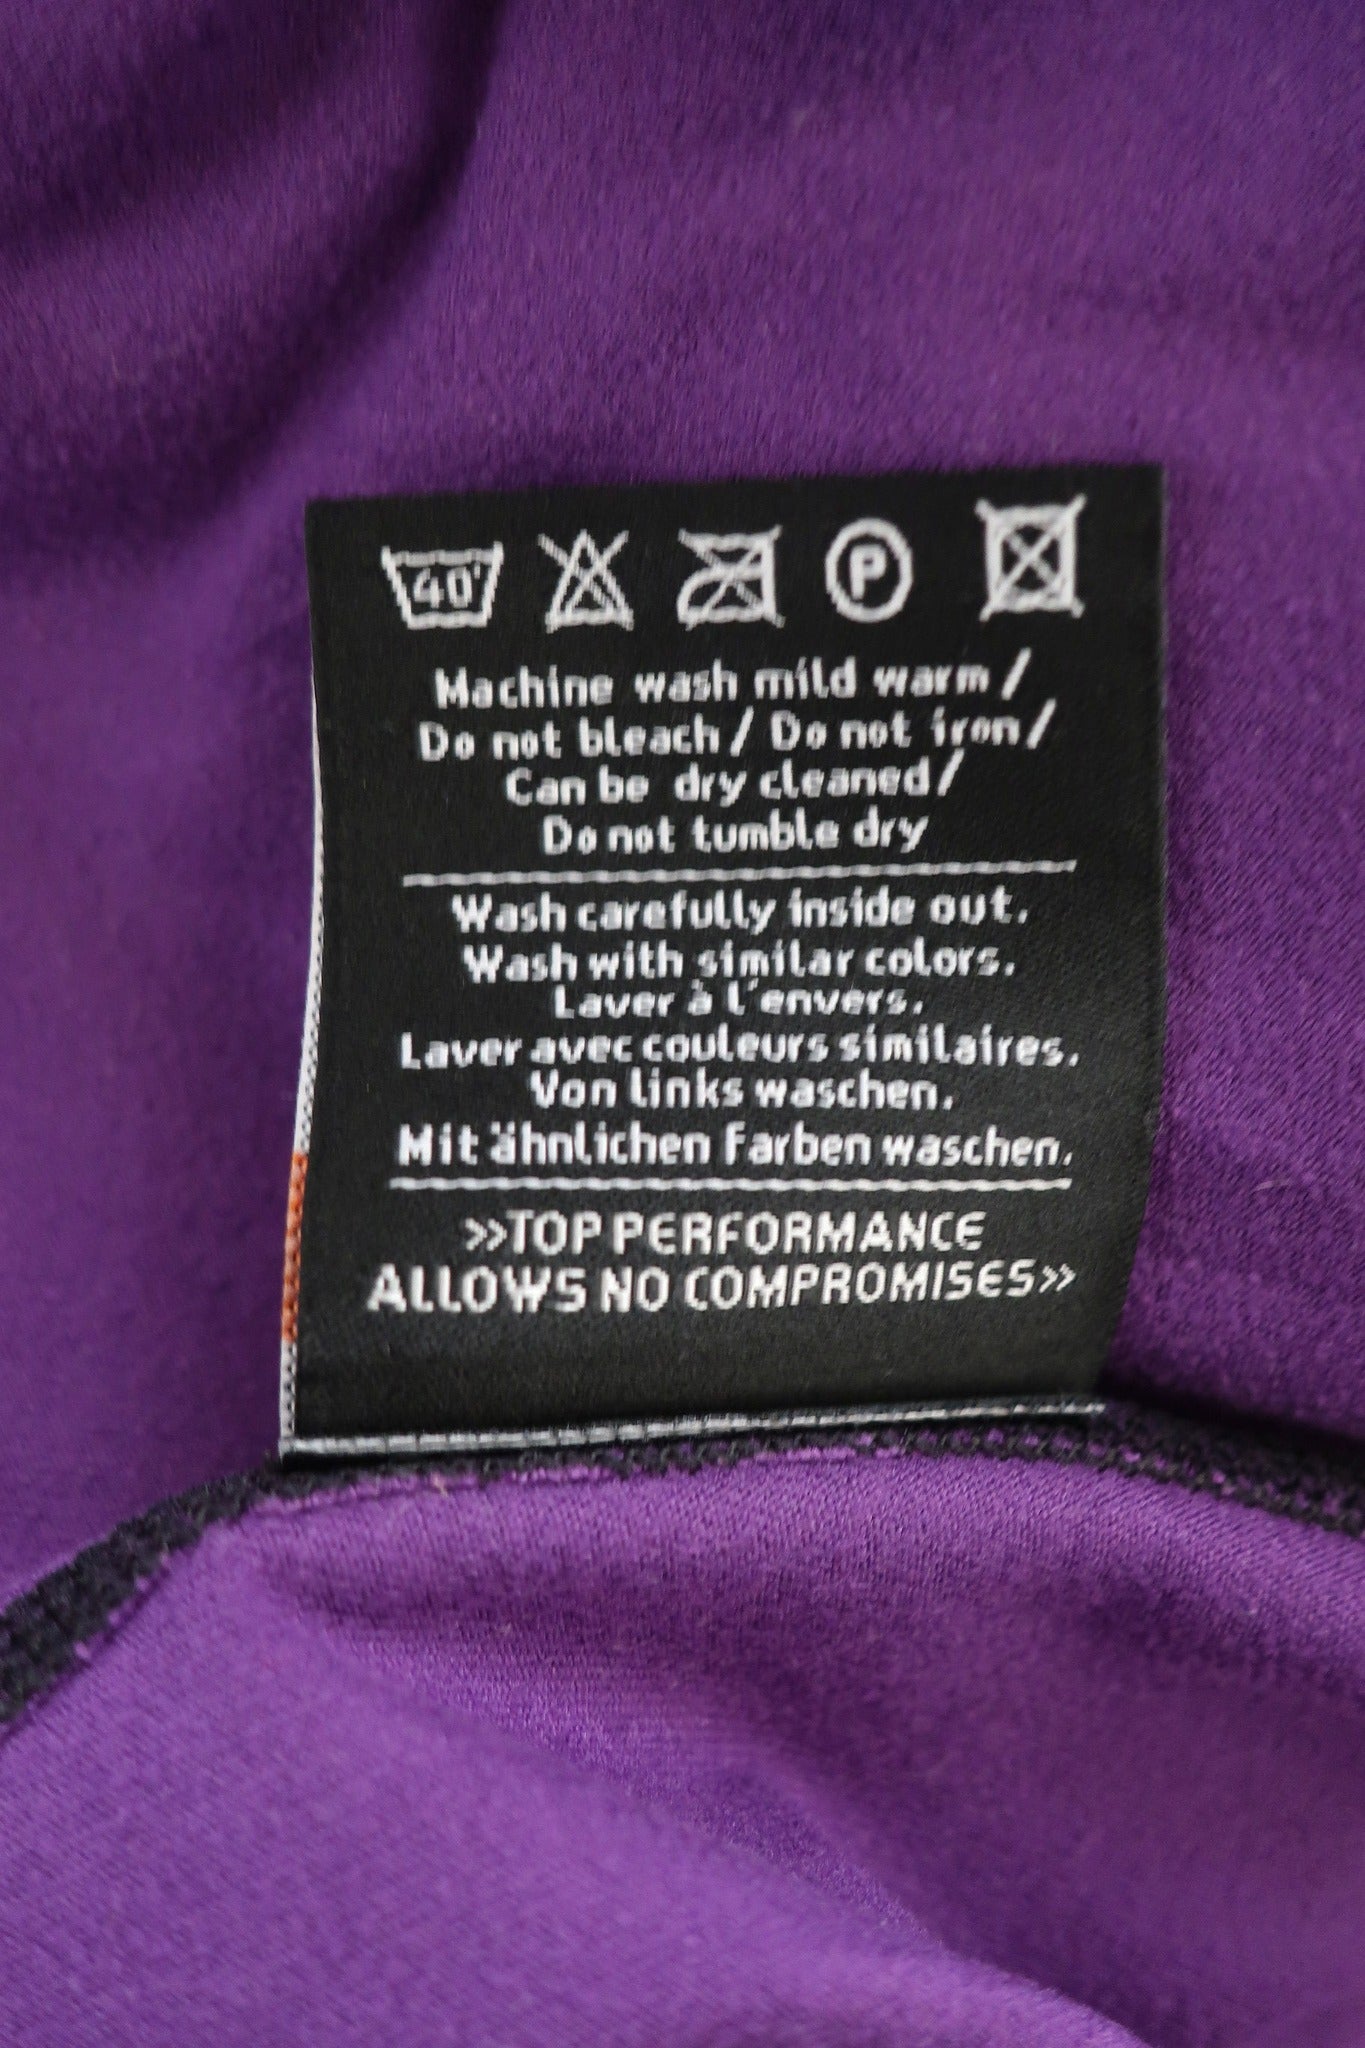 40°
P
Machine wash mild warm /
Do not bleach / Do not iron /
Can be dry cleaned /
Do not tumble dry
Wash carefully inside out.
Wash with similar colors.
Laver à l'envers.
Laver avec couleurs similaires.
Von links waschen.
Mit ähnlichen Farben waschen.
»TOP PERFORMANCE
ALLOWS NO COMPROMISES»